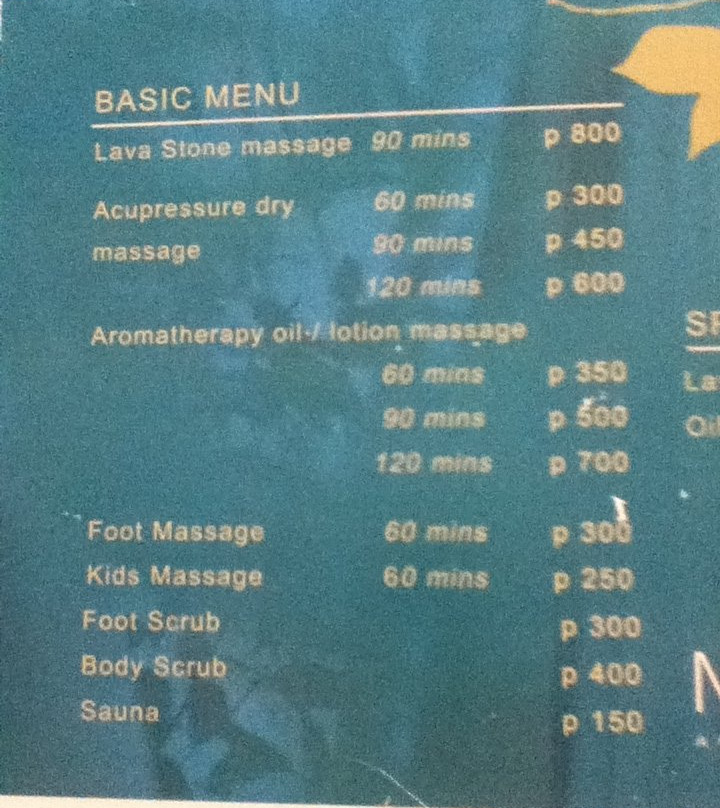 BASIC MENU
Lava Stone massage 90 mins p 800
Acupressure dry 60 mins p 300
massage 90 mins p 450
120 mins p 600
Aromatherapy oil / lotion massage
60 mins p 350
90 mins p 500
120 mins p 700
Foot Massage 60 mins p 300
Kids Massage 60 mins p 250
Foot Scrub p 300
Body Scrub p 400
Sauna p 150